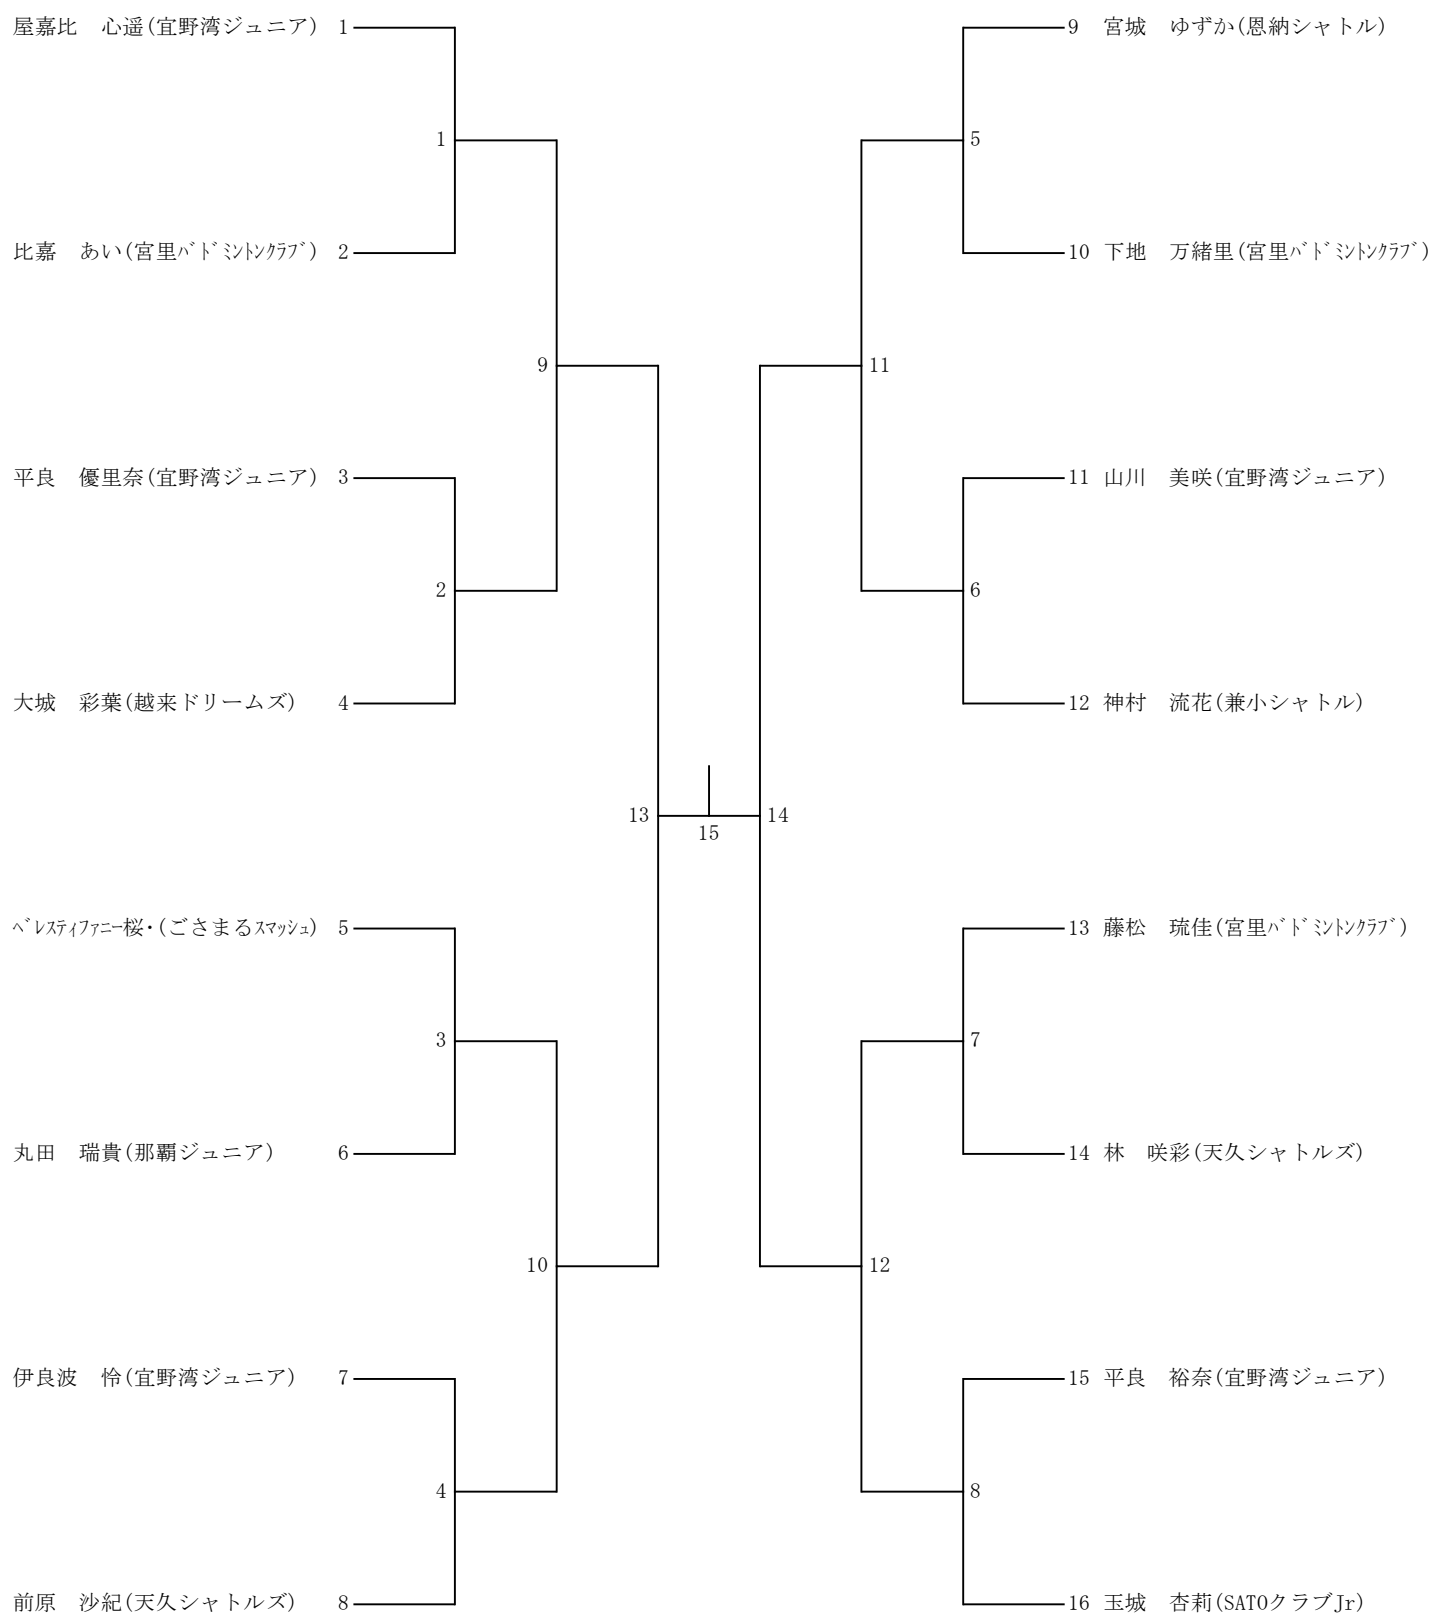 屋嘉比　心遥(宜野湾ジュニア) 1
1
比嘉　あい(宮里ﾊﾞﾄﾞﾐﾝﾄﾝｸﾗﾌﾞ) 2
9
平良　優里奈(宜野湾ジュニア) 3
2
大城　彩葉(越来ドリームズ) 4
13
ﾍﾞﾚｽﾃｨﾌｧﾆｰ桜・(ごさまるｽﾏｯｼｭ) 5
3
丸田　瑞貴(那覇ジュニア) 6
10
伊良波　怜(宜野湾ジュニア) 7
4
前原　沙紀(天久シャトルズ) 8
15
9 宮城　ゆずか(恩納シャトル)
5
10 下地　万緒里(宮里ﾊﾞﾄﾞﾐﾝﾄﾝｸﾗﾌﾞ)
11
11 山川　美咲(宜野湾ジュニア)
6
12 神村　流花(兼小シャトル)
14
13 藤松　琉佳(宮里ﾊﾞﾄﾞﾐﾝﾄﾝｸﾗﾌﾞ)
7
14 林　咲彩(天久シャトルズ)
12
15 平良　裕奈(宜野湾ジュニア)
8
16 玉城　杏莉(SATOクラブJr)